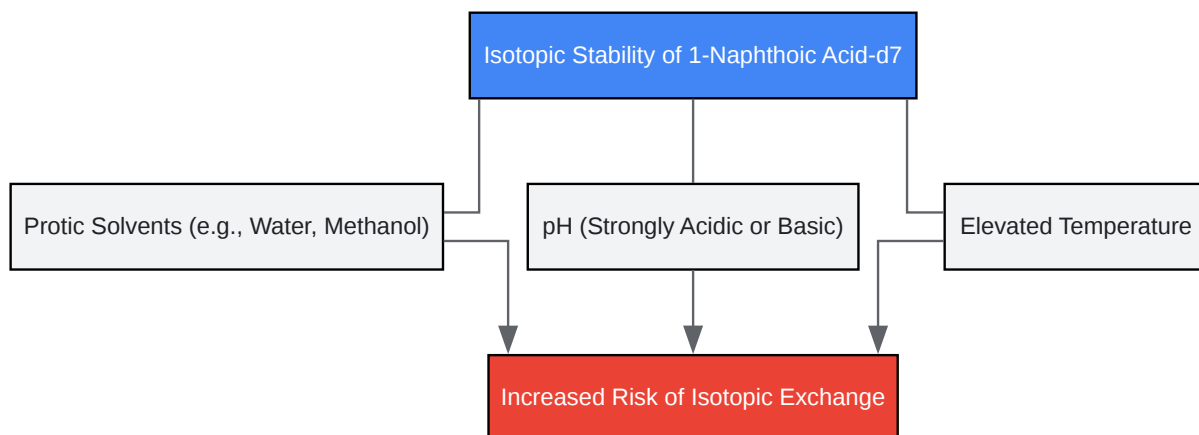 Isotopic Stability of 1-Naphthoic Acid-d7
Protic Solvents (e.g., Water, Methanol)
pH (Strongly Acidic or Basic)
Elevated Temperature
Increased Risk of Isotopic Exchange